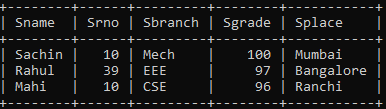 +--------+------+---------+--------+-----------+
| Sname  | Srno | Sbranch | Sgrade | Splace    |
+--------+------+---------+--------+-----------+
| Sachin |   10 | Mech    |    100 | Mumbai    |
| Rahul  |   39 | EEE     |     97 | Bangalore |
| Mahi   |   10 | CSE     |     96 | Ranchi    |
+--------+------+---------+--------+-----------+